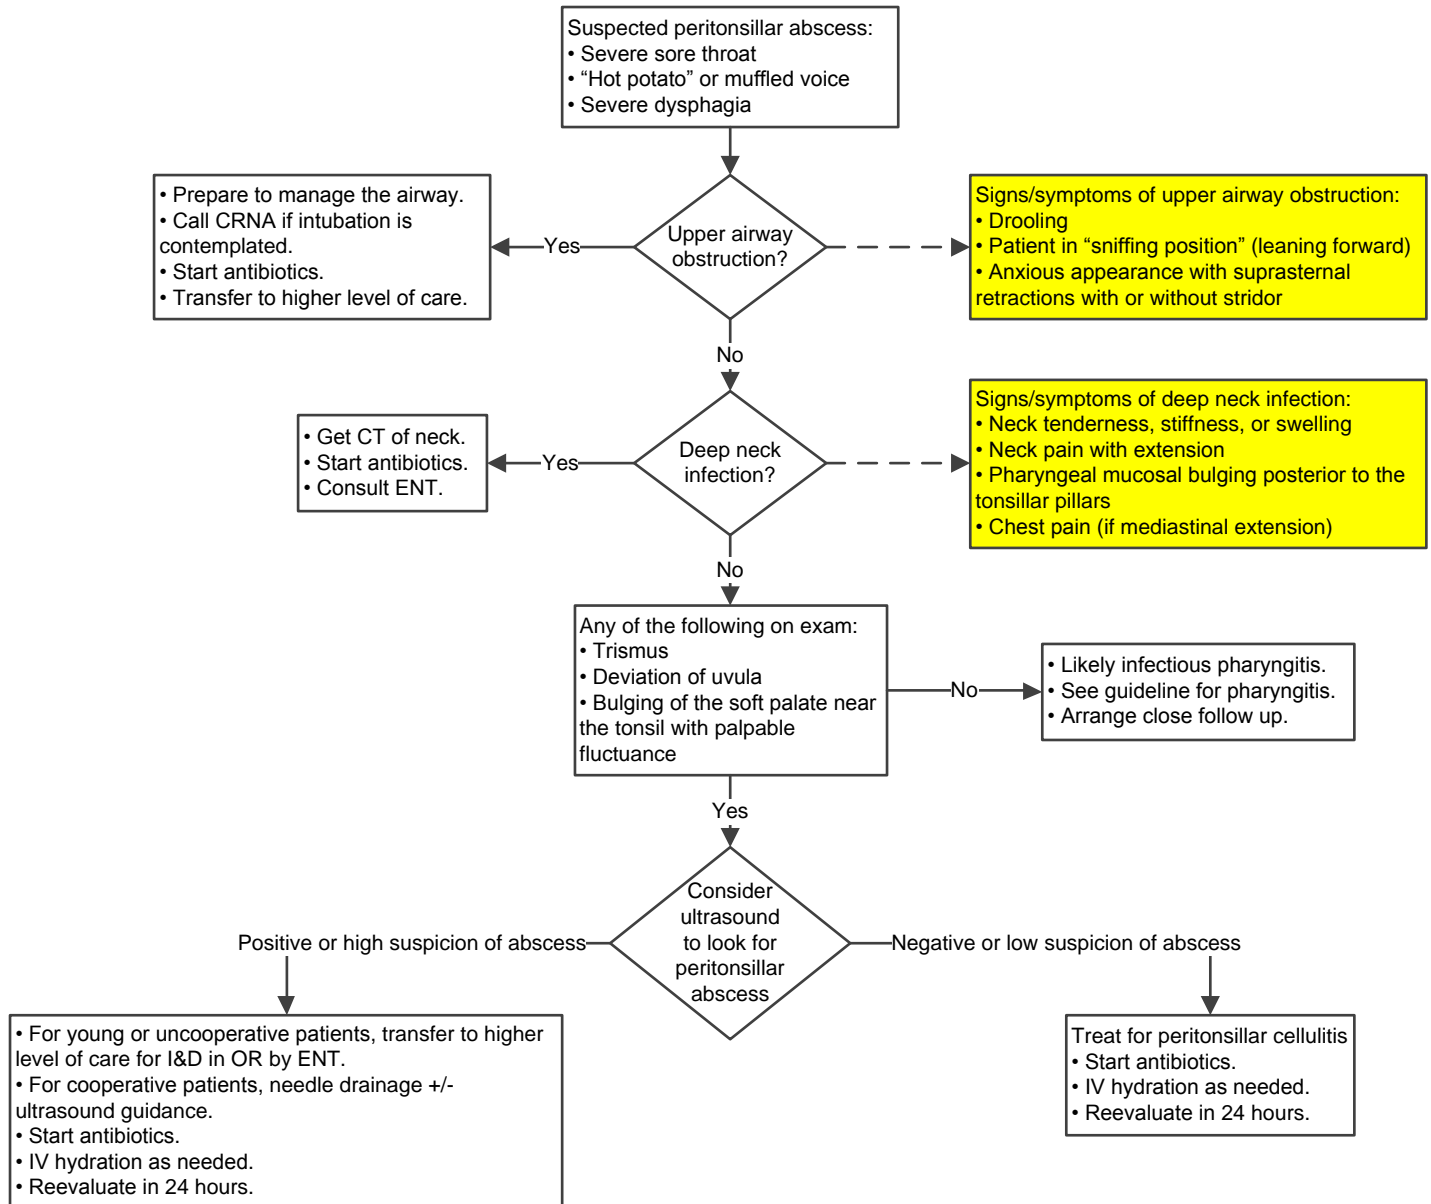 Suspected peritonsillar abscess:
• Severe sore throat
• “Hot potato” or muffled voice
• Severe dysphagia
• Prepare to manage the airway.
• Call CRNA if intubation is
contemplated.
• Start antibiotics.
• Transfer to higher level of care.
Yes
Upper airway
obstruction?
Signs/symptoms of upper airway obstruction:
• Drooling
• Patient in “sniffing position” (leaning forward)
• Anxious appearance with suprasternal
retractions with or without stridor
No
• Get CT of neck.
• Start antibiotics.
• Consult ENT.
Yes
Deep neck
infection?
Signs/symptoms of deep neck infection:
• Neck tenderness, stiffness, or swelling
• Neck pain with extension
• Pharyngeal mucosal bulging posterior to the
tonsillar pillars
• Chest pain (if mediastinal extension)
No
Any of the following on exam:
• Trismus
• Deviation of uvula
• Bulging of the soft palate near
the tonsil with palpable
fluctuance
No
• Likely infectious pharyngitis.
• See guideline for pharyngitis.
• Arrange close follow up.
Yes
Consider
ultrasound
to look for
peritonsillar
abscess
Positive or high suspicion of abscess
Negative or low suspicion of abscess
• For young or uncooperative patients, transfer to higher
level of care for I&D in OR by ENT.
• For cooperative patients, needle drainage +/-
ultrasound guidance.
• Start antibiotics.
• IV hydration as needed.
• Reevaluate in 24 hours.
Treat for peritonsillar cellulitis
• Start antibiotics.
• IV hydration as needed.
• Reevaluate in 24 hours.